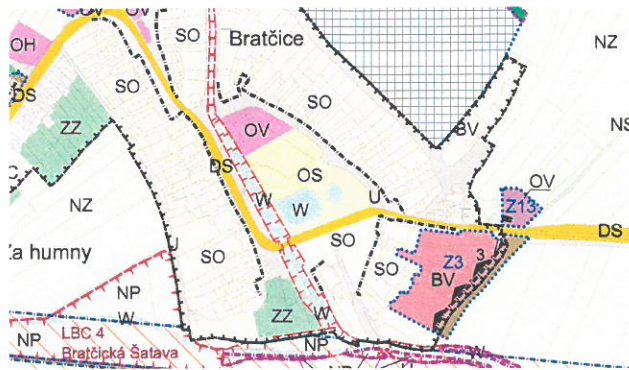 OV
OV
SO
Bratčice
OH
NZ
SO
SO
DS
ZZ
OV
BV
NS
DS
OS
OV
W
W
U
Z13
NZ
SO
DS
Za humny
SO
SO
Z3
3
BV
NP
W
ZZ
W
LBC 4
NP
Bratčická Šatava
NP
W